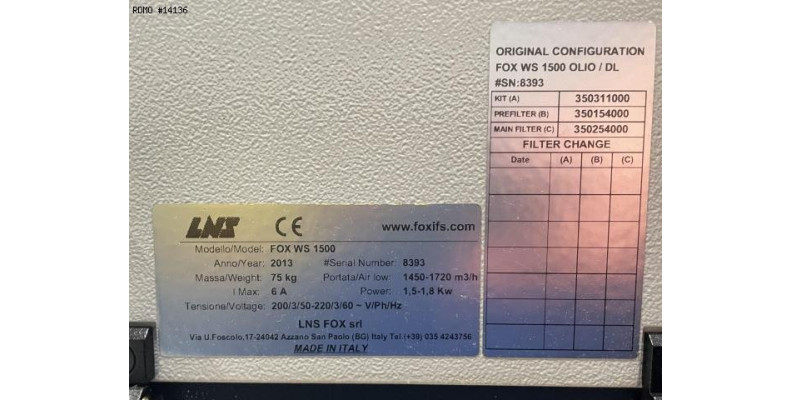 ROMO #14136
ORIGINAL CONFIGURATION
FOX WS 1500 OLIO / DL
#SN:8393
KIT (A) 350311000
PREFILTER (B) 350154000
MAIN FILTER (C) 350254000
FILTER CHANGE
Date (A) (B) (C)
LNS CE www.foxifs.com
Modello/Model: FOX WS 1500
Anno/Year: 2013 #Serial Number: 8393
Massa/Weight: 75 kg Portata/Air low: 1450-1720 m3/h
I Max: 6 A Power: 1,5-1,8 Kw
Tensione/Voltage: 200/3/50-220/3/60 ~ V/Ph/Hz
LNS FOX srl
Via U.Foscolo,17-24042 Azzano San Paolo (BG) Italy Tel (+39) 035 4243756
MADE IN ITALY